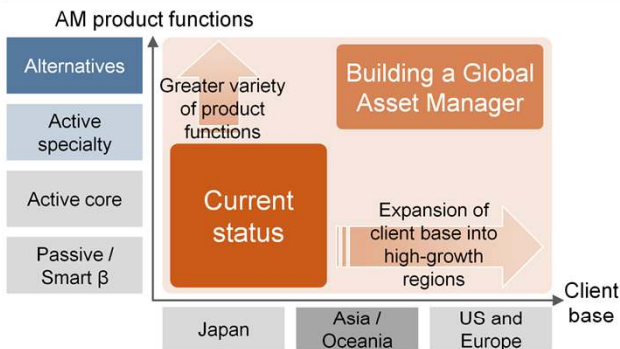 AM product functions
Alternatives
Active
specialty
Active core
Passive /
Smart β
Greater variety
of product
functions
Building a Global
Asset Manager
Current
status
Expansion of
client base into
high-growth
regions
Client
base
Japan
Asia /
Oceania
US and
Europe